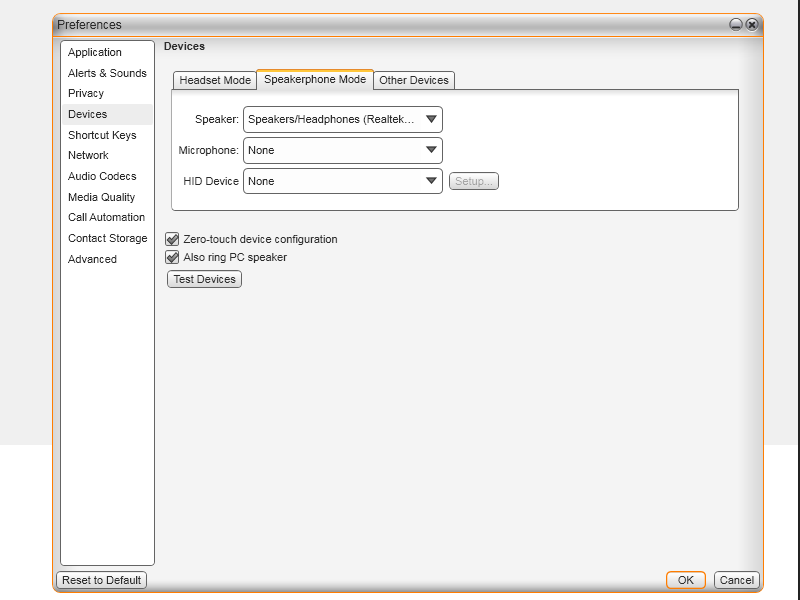 Preferences
Application
Alerts & Sounds
Privacy
Devices
Shortcut Keys
Network
Audio Codecs
Media Quality
Call Automation
Contact Storage
Advanced
Devices
Headset Mode Speakerphone Mode Other Devices
Speaker: Speakers/Headphones (Realtek...
Microphone: None
HID Device None Setup...
Zero-touch device configuration
Also ring PC speaker
Test Devices
Reset to Default OK Cancel